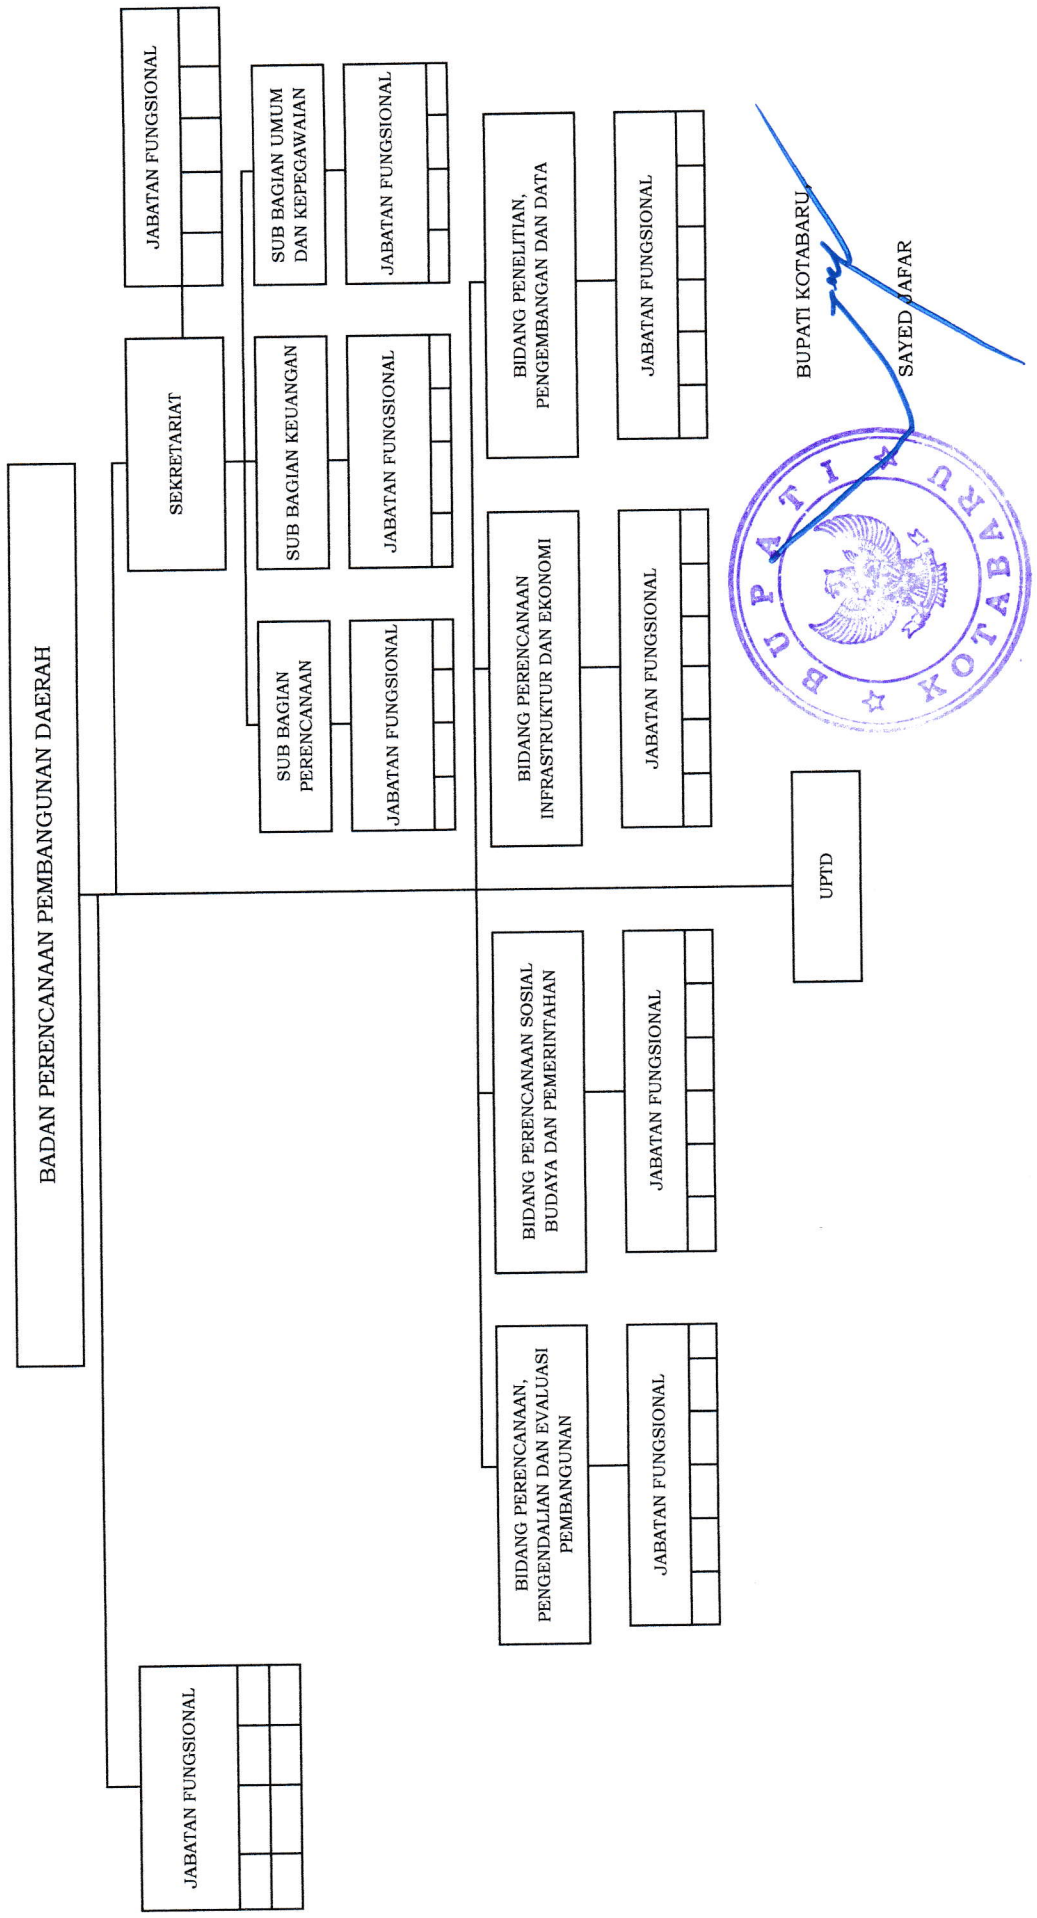 BADAN PERENCANAAN PEMBANGUNAN DAERAH
JABATAN FUNGSIONAL
SEKRETARIAT
JABATAN FUNGSIONAL
SUB BAGIAN
PERENCANAAN
SUB BAGIAN KEUANGAN
SUB BAGIAN UMUM
DAN KEPEGAWAIAN
JABATAN FUNGSIONAL
JABATAN FUNGSIONAL
JABATAN FUNGSIONAL
BIDANG PERENCANAAN,
PENGENDALIAN DAN EVALUASI
PEMBANGUNAN
BIDANG PERENCANAAN SOSIAL
BUDAYA DAN PEMERINTAHAN
BIDANG PERENCANAAN
INFRASTRUKTUR DAN EKONOMI
BIDANG PENELITIAN,
PENGEMBANGAN DAN DATA
JABATAN FUNGSIONAL
JABATAN FUNGSIONAL
JABATAN FUNGSIONAL
JABATAN FUNGSIONAL
UPTD
BUPATI KOTABARU,
SAYED JAFAR
BUPATI
KOTABARU